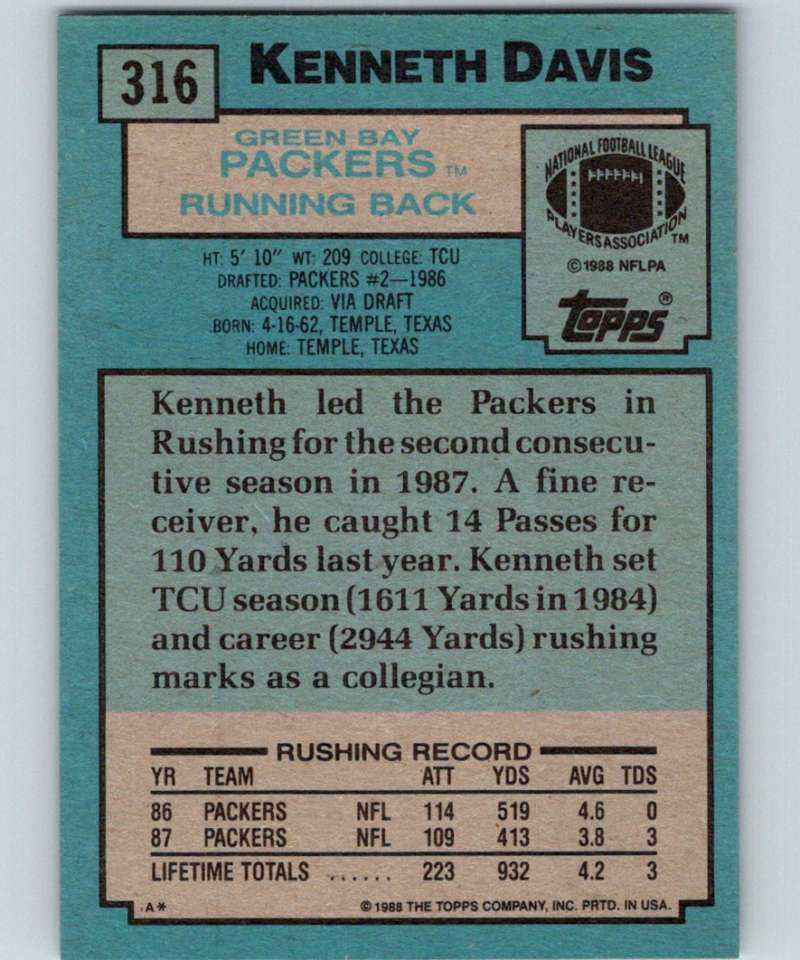 316
KENNETH DAVIS
GREEN BAY
PACKERS ™
RUNNING BACK
NATIONAL FOOTBALL LEAGUE
PLAYERS ASSOCIATION ™
© 1988 NFLPA
topps®
HT: 5' 10" WT: 209 COLLEGE: TCU
DRAFTED: PACKERS #2—1986
ACQUIRED: VIA DRAFT
BORN: 4-16-62, TEMPLE, TEXAS
HOME: TEMPLE, TEXAS
Kenneth led the Packers in
Rushing for the second consecu-
tive season in 1987. A fine re-
ceiver, he caught 14 Passes for
110 Yards last year. Kenneth set
TCU season (1611 Yards in 1984)
and career (2944 Yards) rushing
marks as a collegian.
RUSHING RECORD
YR TEAM ATT YDS AVG TDS
86 PACKERS NFL 114 519 4.6 0
87 PACKERS NFL 109 413 3.8 3
LIFETIME TOTALS ...... 223 932 4.2 3
A* © 1988 THE TOPPS COMPANY, INC. PRTD. IN USA.